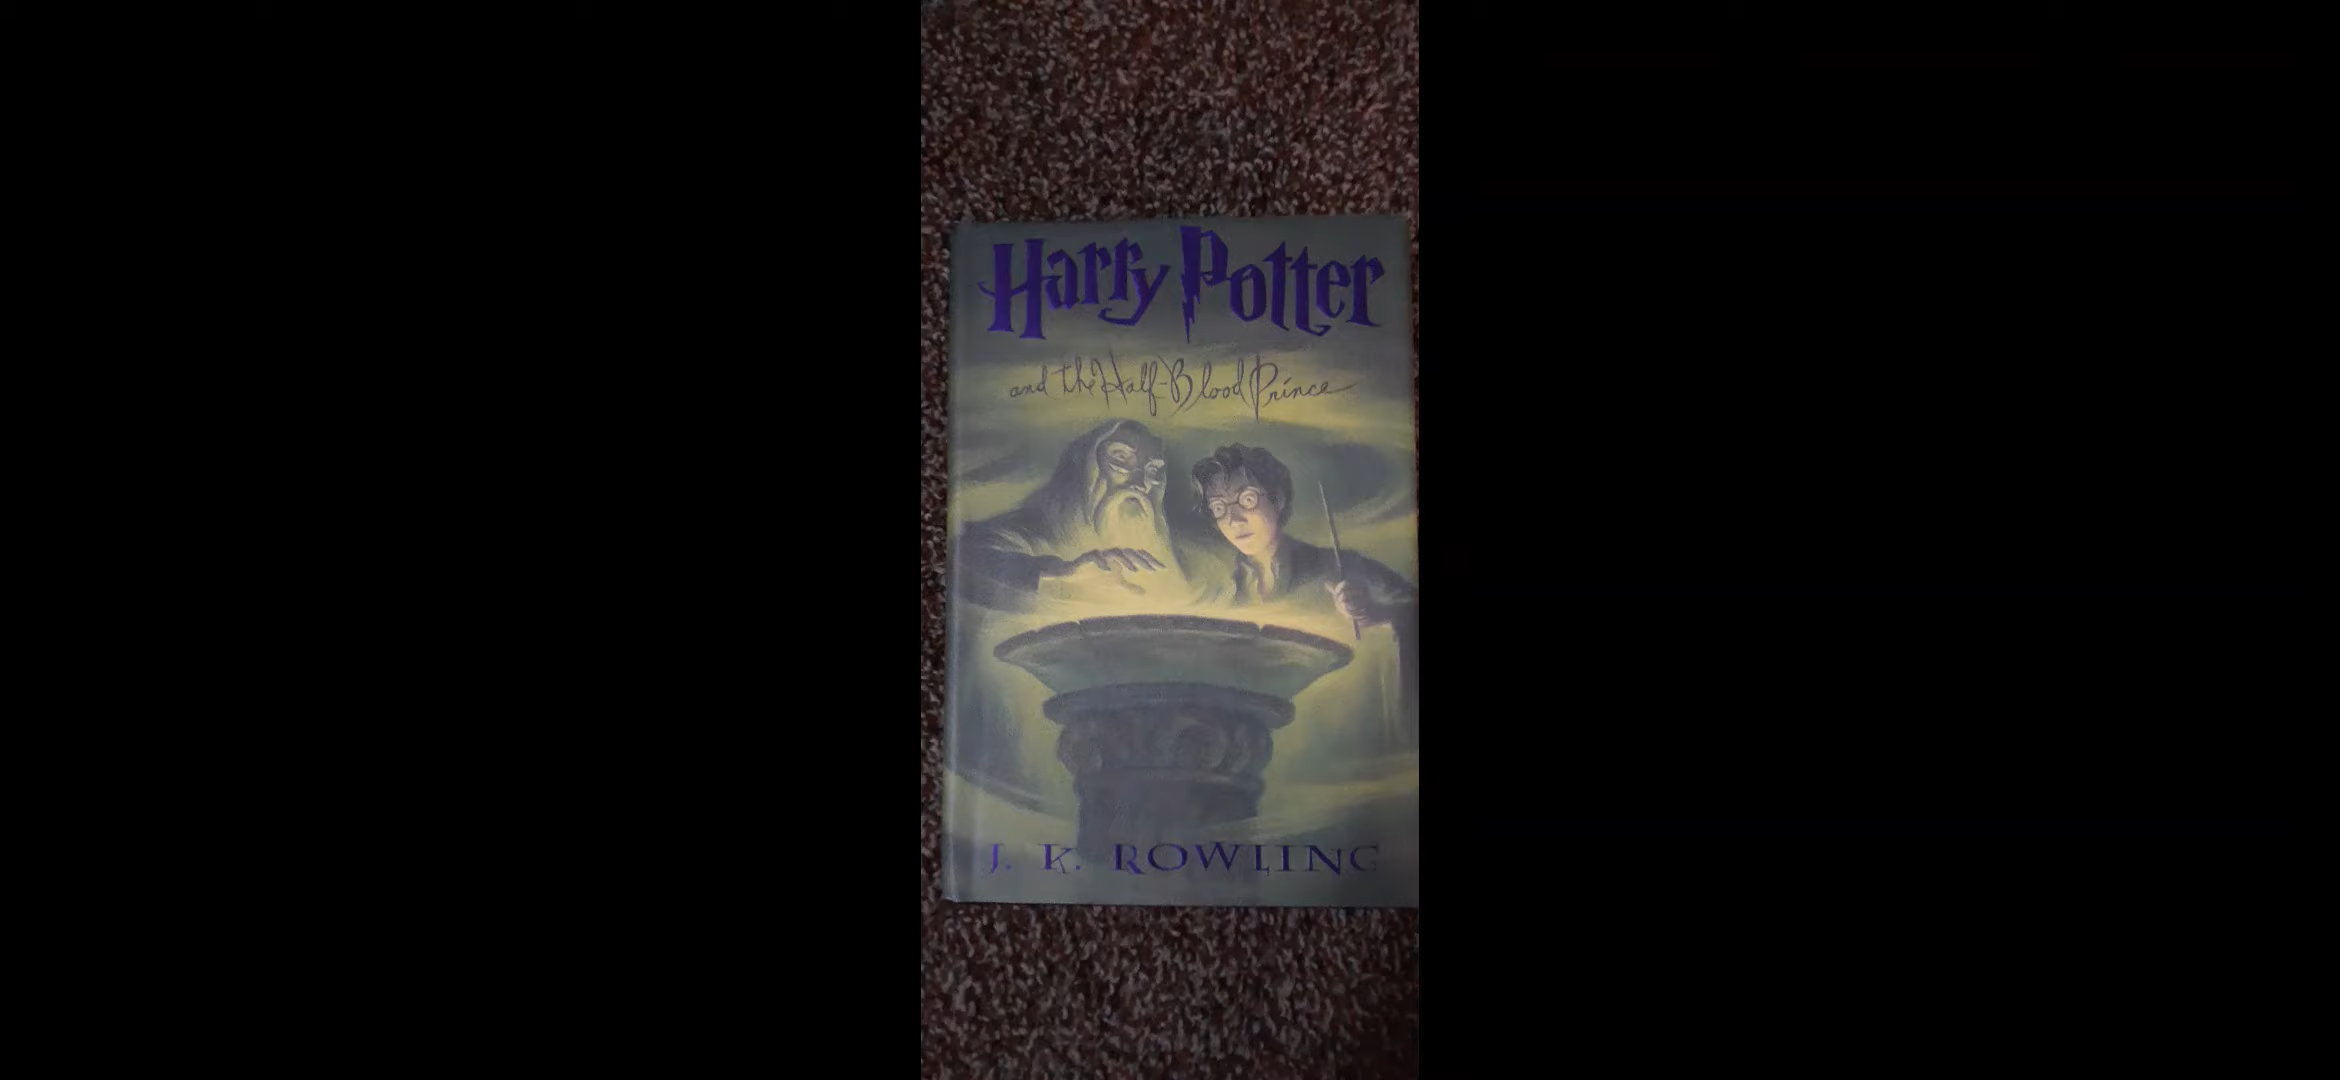 Harry Potter
and the Half-Blood Prince
J. K. ROWLING